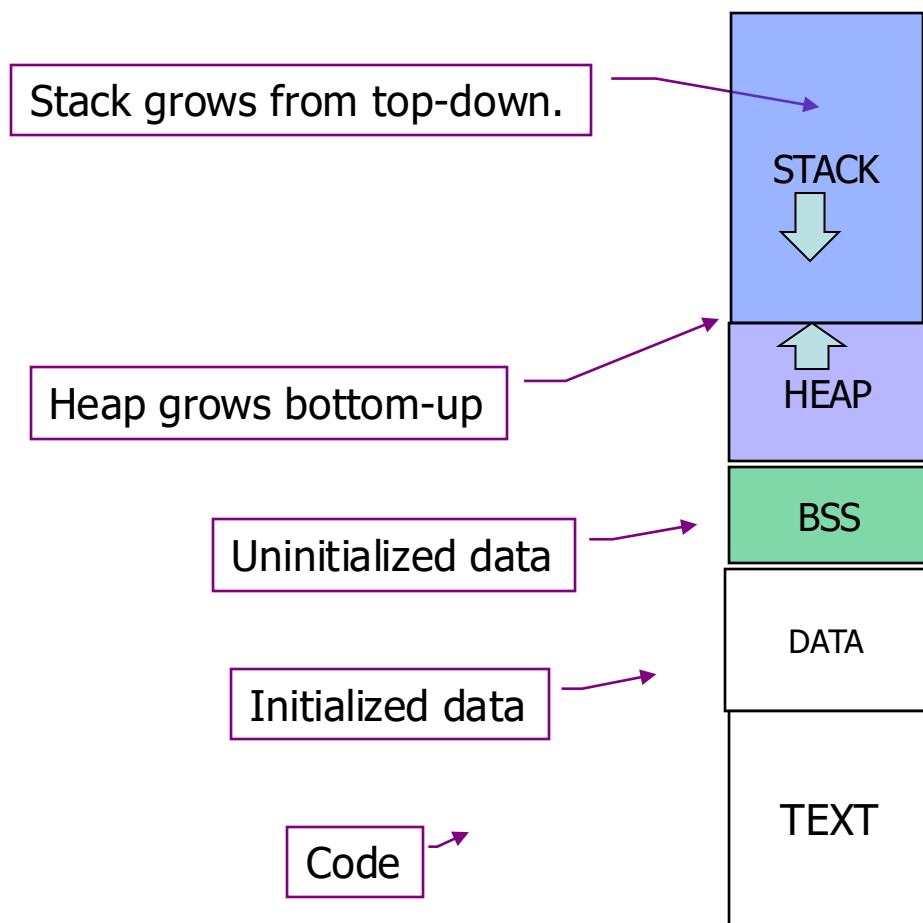 Stack grows from top-down.
STACK
Heap grows bottom-up
HEAP
BSS
Uninitialized data
DATA
Initialized data
TEXT
Code